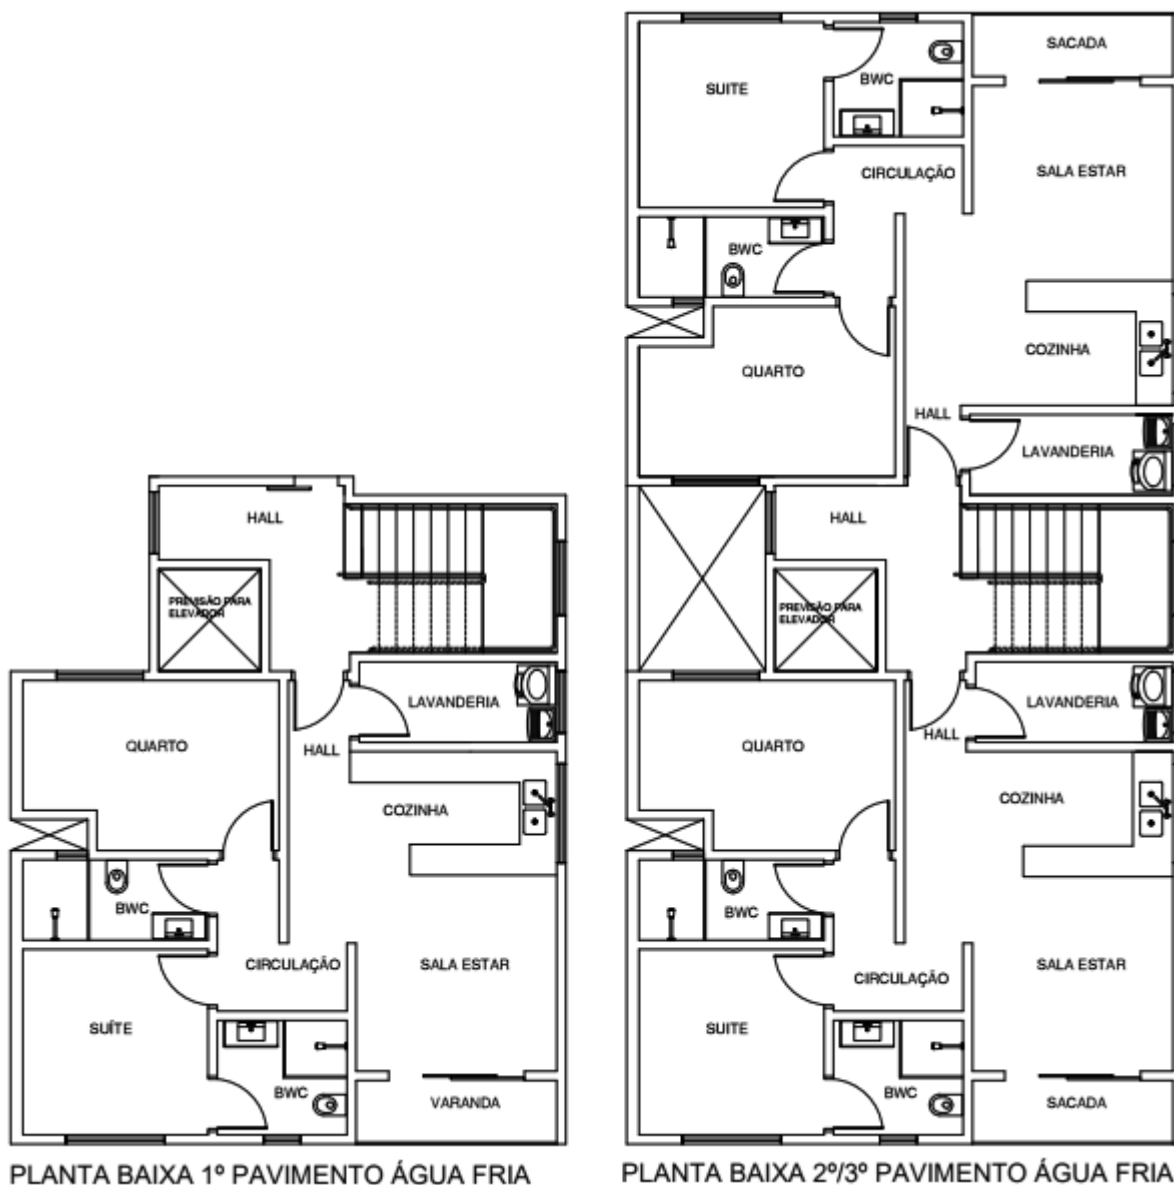 HALL
PREVISÃO PARA
ELEVADOR
LAVANDERIA
QUARTO
HALL
COZINHA
BWC
CIRCULAÇÃO
SALA ESTAR
SUÍTE
BWC
VARANDA
PLANTA BAIXA 1º PAVIMENTO ÁGUA FRIA
SACADA
BWC
SUITE
CIRCULAÇÃO
SALA ESTAR
BWC
COZINHA
QUARTO
HALL
LAVANDERIA
HALL
PREVISÃO PARA
ELEVADOR
LAVANDERIA
HALL
QUARTO
COZINHA
BWC
SALA ESTAR
CIRCULAÇÃO
SUITE
BWC
SACADA
PLANTA BAIXA 2º/3º PAVIMENTO ÁGUA FRIA